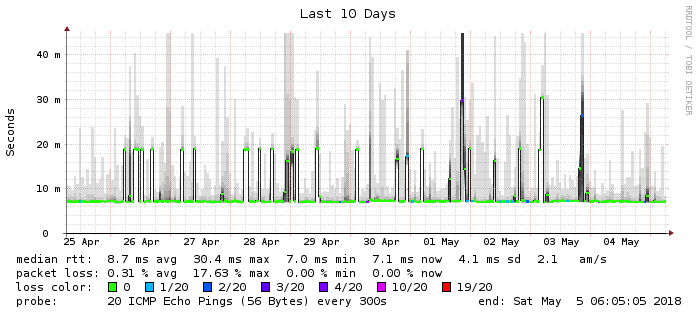 Last 10 Days
RRDTOOL / TOBI OETIKER
Seconds
40 m
30 m
20 m
10 m
0
25 Apr 26 Apr 27 Apr 28 Apr 29 Apr 30 Apr 01 May 02 May 03 May 04 May
median rtt: 8.7 ms avg 30.4 ms max 7.0 ms min 7.1 ms now 4.1 ms sd 2.1 am/s
packet loss: 0.31 % avg 17.63 % max 0.00 % min 0.00 % now
loss color: 0 1/20 2/20 3/20 4/20 10/20 19/20
probe: 20 ICMP Echo Pings (56 Bytes) every 300s end: Sat May 5 06:05:05 2018